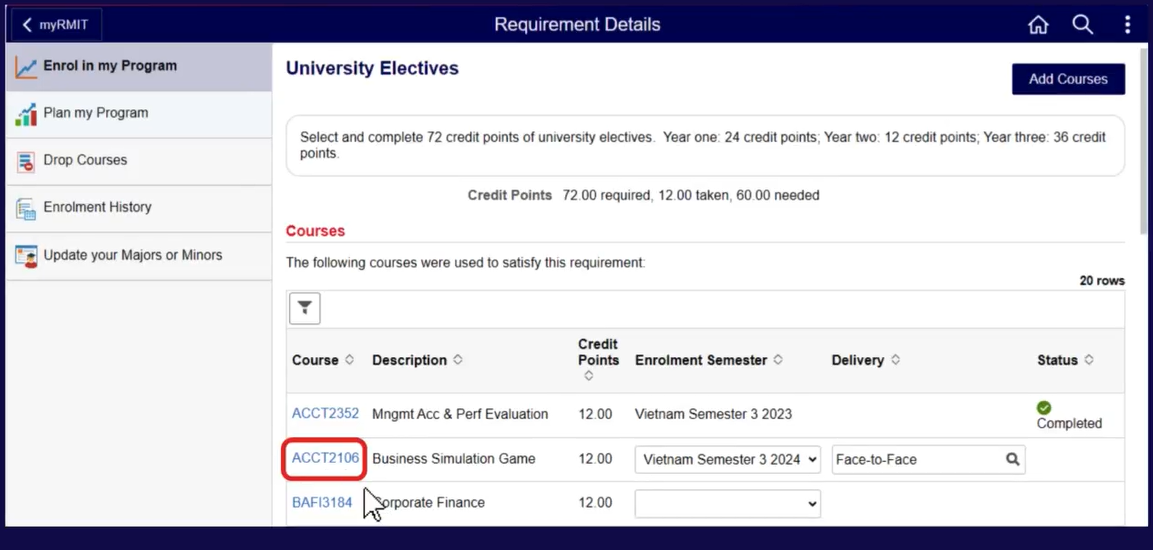 myRMIT
Requirement Details
Enrol in my Program
Plan my Program
Drop Courses
Enrolment History
Update your Majors or Minors
University Electives
Add Courses
Select and complete 72 credit points of university electives. Year one: 24 credit points; Year two: 12 credit points; Year three: 36 credit
points.
Credit Points 72.00 required, 12.00 taken, 60.00 needed
Courses
The following courses were used to satisfy this requirement:
20 rows
Course Description Credit Points Enrolment Semester Delivery Status
ACCT2352 Mngmt Acc & Perf Evaluation 12.00 Vietnam Semester 3 2023 Completed
ACCT2106 Business Simulation Game 12.00 Vietnam Semester 3 2024 Face-to-Face
BAFI3184 Corporate Finance 12.00